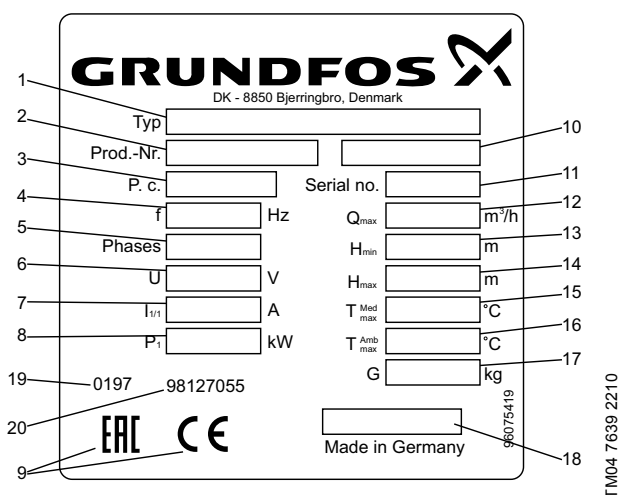 GRUNDFOS
DK - 8850 Bjerringbro, Denmark
1
Typ
2
Prod.-Nr.
10
3
P. c.
Serial no.
11
4
f
Hz
Qmax
m³/h
12
5
Phases
Hmin
m
13
6
U
V
Hmax
m
14
7
I1/1
A
T Med max
°C
15
8
P1
kW
T Amb max
°C
16
G
kg
17
19
0197
98127055
20
EAC
CE
9
Made in Germany
18
96075419
TM04 7639 2210